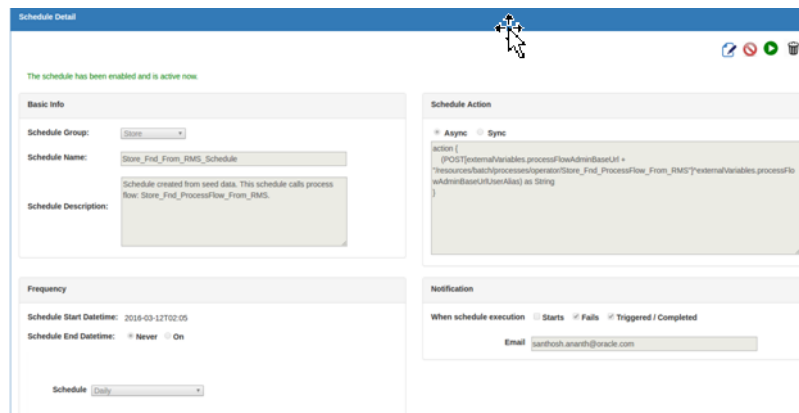 Schedule Detail
The schedule has been enabled and is active now.
Basic Info
Schedule Group: Store
Schedule Name: Store_Fnd_From_RMS_Schedule
Schedule Description: Schedule created from seed data. This schedule calls process
flow: Store_Fnd_ProcessFlow_From_RMS.
Schedule Action
Async Sync
action {
(POST[externalVariables.processFlowAdminBaseUrl +
"/resources/batch/processes/operator/Store_Fnd_ProcessFlow_From_RMS"]^externalVariables.processFlo
wAdminBaseUrlUserAlias) as String
}
Frequency
Schedule Start Datetime: 2016-03-12T02:05
Schedule End Datetime: Never On
Schedule Daily
Notification
When schedule execution Starts Fails Triggered / Completed
Email santhosh.ananth@oracle.com